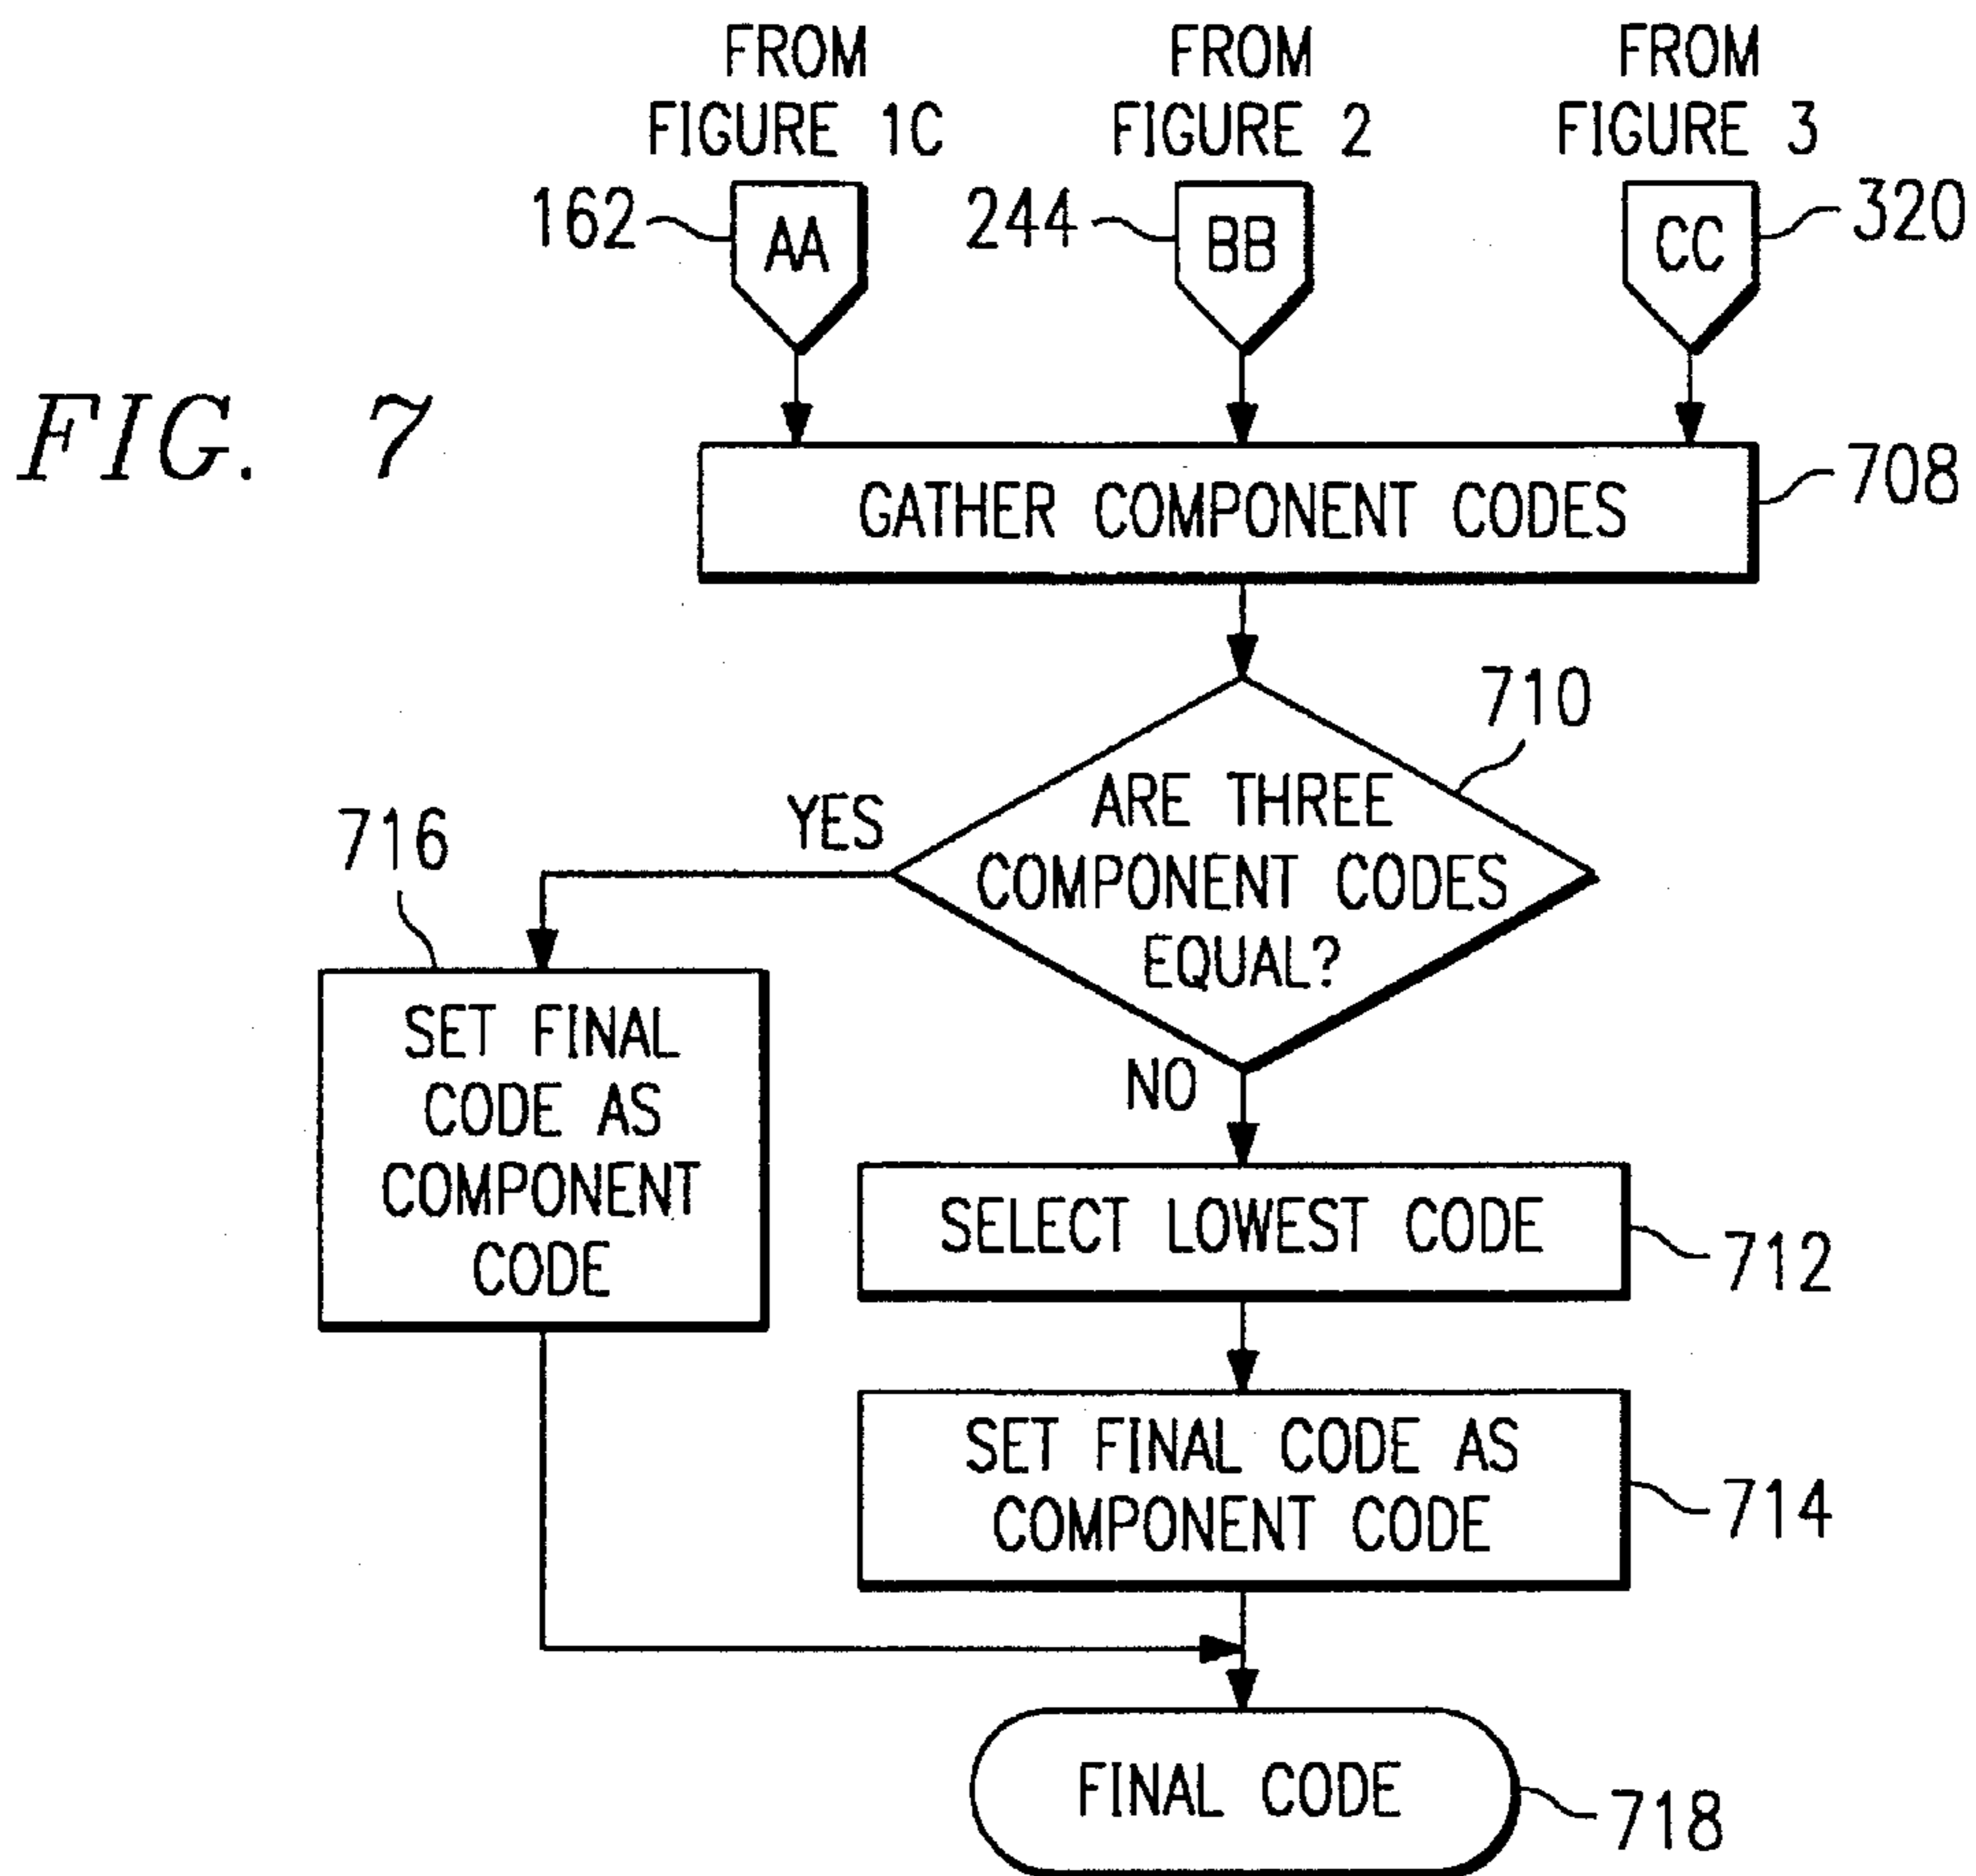 FROM
FIGURE 1C
FROM
FIGURE 2
FROM
FIGURE 3
162
AA
244
BB
CC
320
FIG. 7
GATHER COMPONENT CODES
708
710
ARE THREE
COMPONENT CODES
EQUAL?
YES
716
SET FINAL
CODE AS
COMPONENT
CODE
NO
SELECT LOWEST CODE
712
SET FINAL CODE AS
COMPONENT CODE
714
FINAL CODE
718